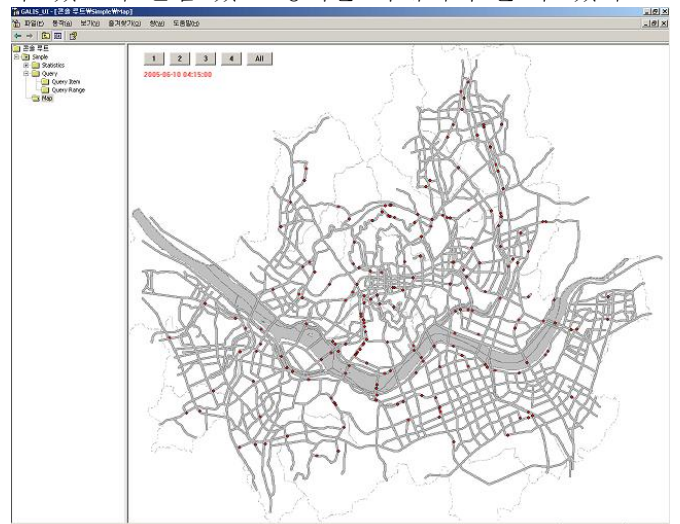 GALIS_UI - [콘솔 루트\Simple\Map]
파일(F) 동작(A) 보기(V) 즐겨찾기(O) 창(W) 도움말(H)
콘솔 루트
Simple
Statistics
Query
Query Item
Query Range
Map
1 2 3 4 All
2005-06-10 04:15:00